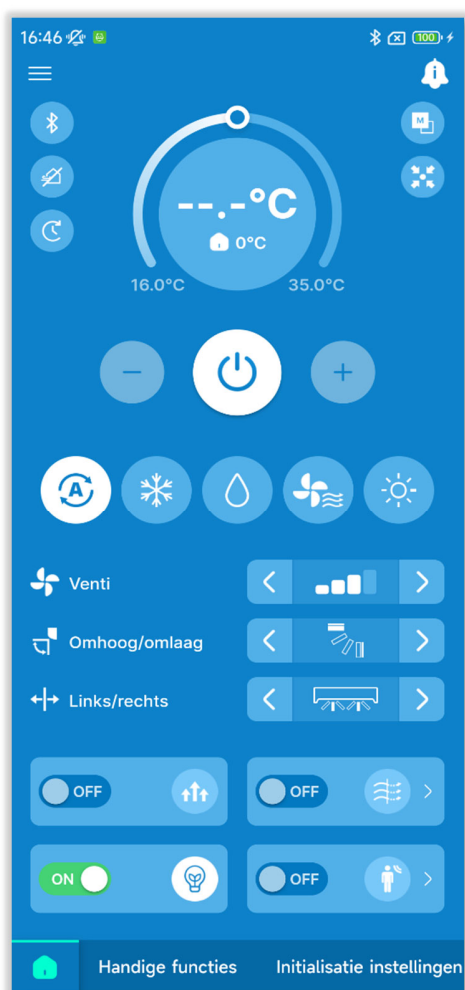 16:46
100
M
--.-°C
0°C
16.0°C
35.0°C
A
Venti
Omhoog/omlaag
Links/rechts
OFF
OFF
ON
OFF
Handige functies
Initialisatie instellingen